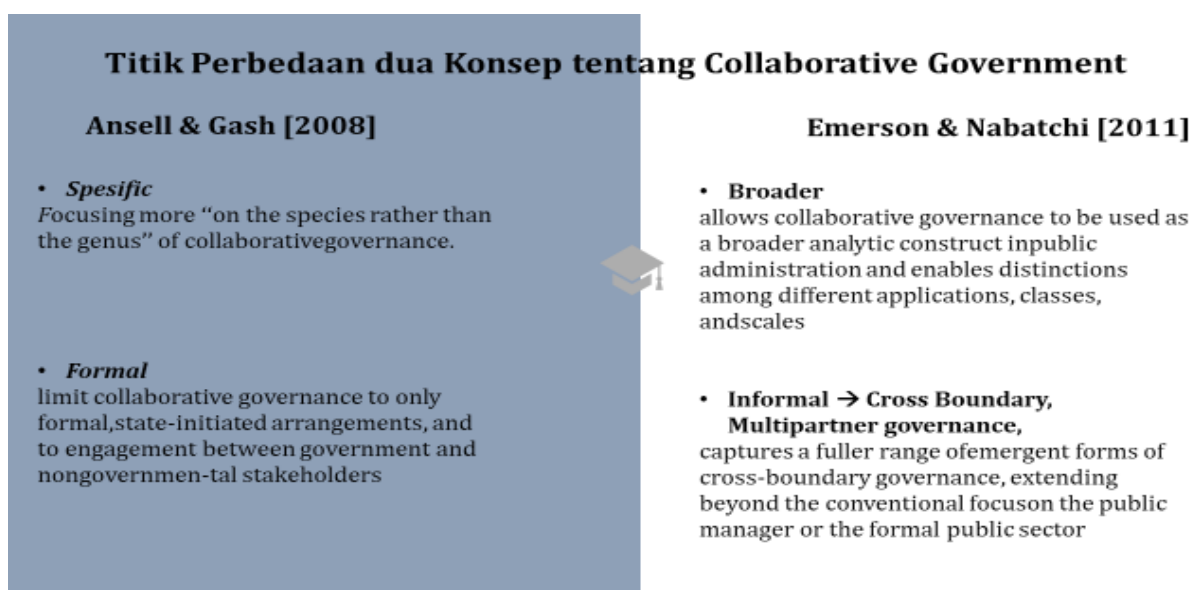 Titik Perbedaan dua Konsep tentang Collaborative Government
Ansell & Gash [2008]
• Spesific
Focusing more “on the species rather than
the genus” of collaborativegovernance.
• Formal
limit collaborative governance to only
formal,state-initiated arrangements, and
to engagement between government and
nongovernmen-tal stakeholders
Emerson & Nabatchi [2011]
• Broader
allows collaborative governance to be used as
a broader analytic construct inpublic
administration and enables distinctions
among different applications, classes,
andscales
• Informal → Cross Boundary,
Multipartner governance,
captures a fuller range ofemergent forms of
cross-boundary governance, extending
beyond the conventional focuson the public
manager or the formal public sector